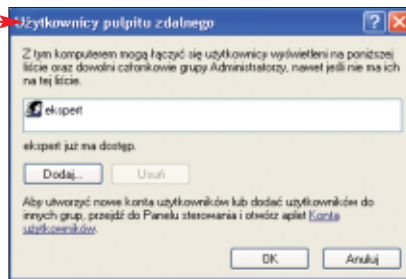 Użytkownicy pulpitu zdalnego
Z tym komputerem mogą łączyć się użytkownicy wyświetleni na poniższej
liście oraz dowolni członkowie grupy Administratorzy, nawet jeśli nie ma ich
na tej liście.
ekspert
ekspert już ma dostęp.
Dodaj... Usuń
Aby utworzyć nowe konta użytkowników lub dodać użytkowników do
innych grup, przejdź do Panelu sterowania i otwórz aplet Konta
użytkowników.
OK Anuluj